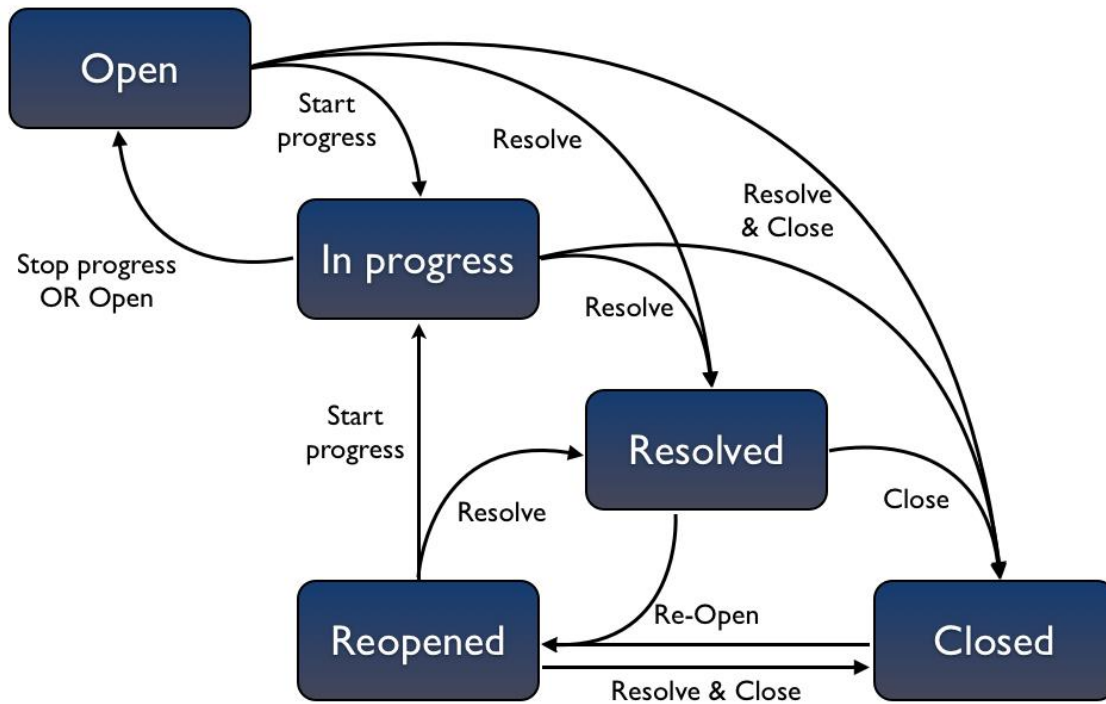 Open
Start
progress
Resolve
Resolve
& Close
In progress
Stop progress
OR Open
Resolve
Start
progress
Resolved
Resolve
Close
Re-Open
Reopened
Closed
Resolve & Close